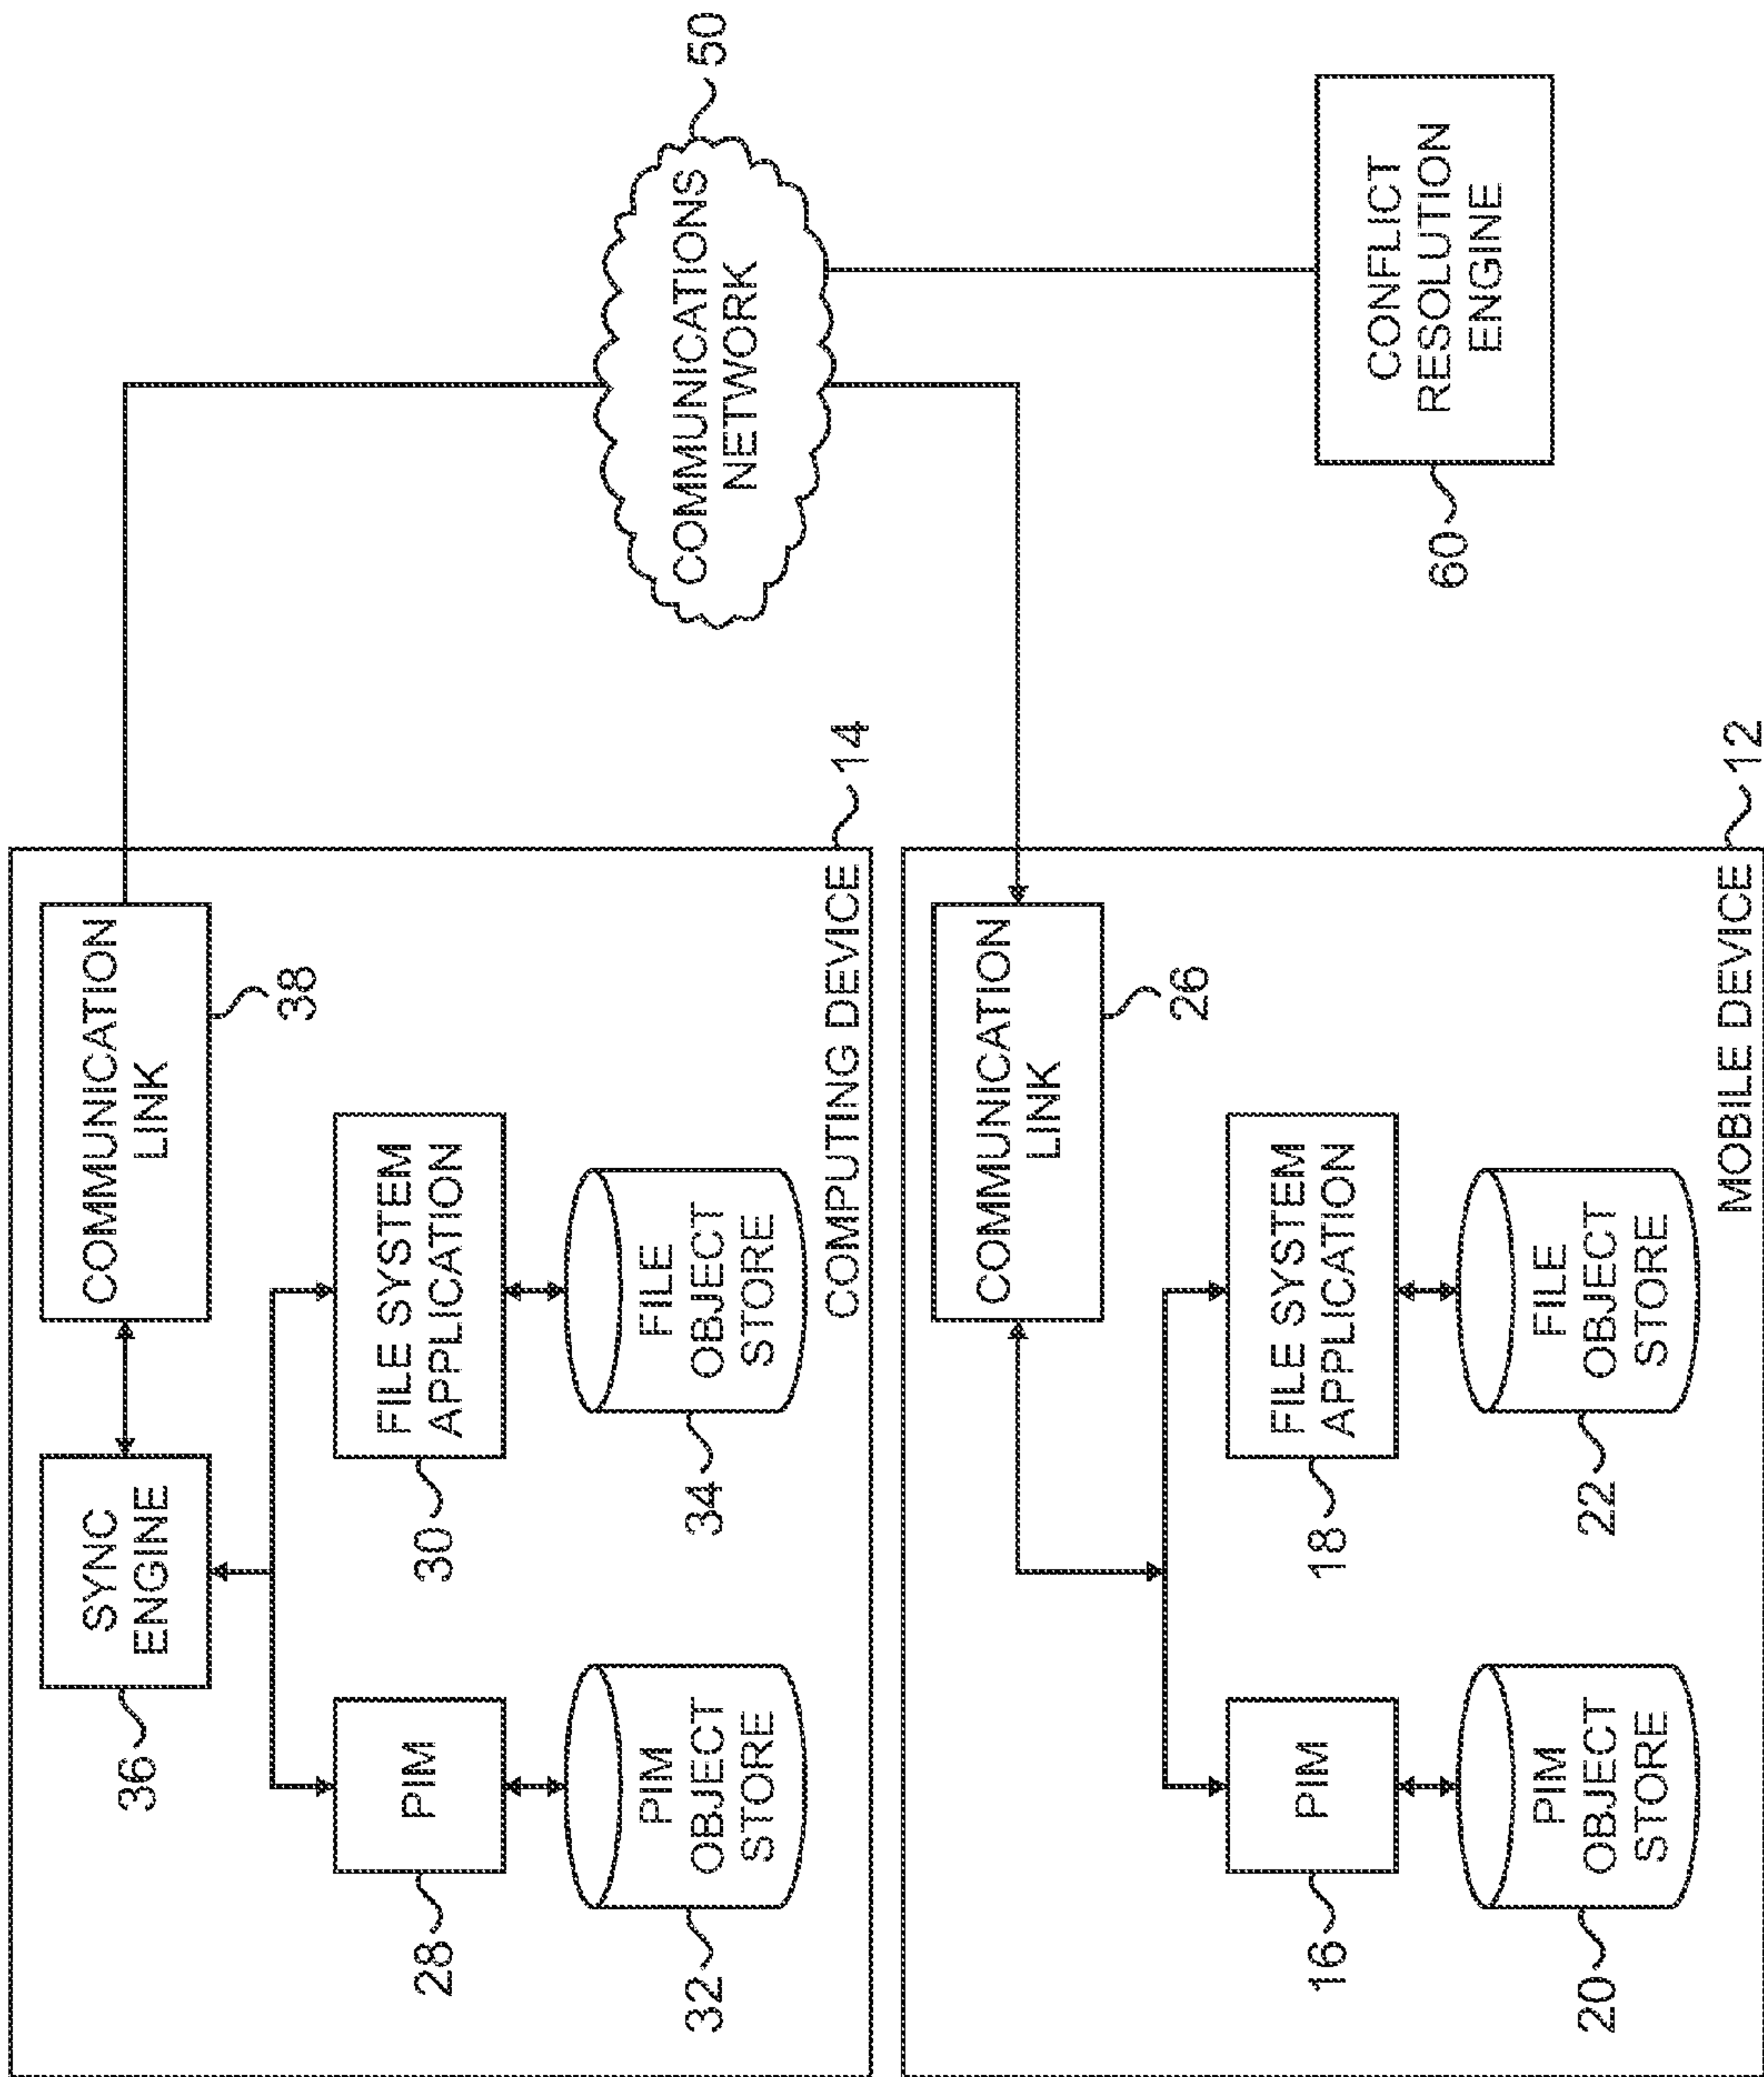 36
SYNC
ENGINE
COMMUNICATION
LINK
38
28
PIM
30
FILE SYSTEM
APPLICATION
32
PIM
OBJECT
STORE
34
FILE
OBJECT
STORE
COMPUTING DEVICE
14
COMMUNICATION
LINK
26
16
PIM
18
FILE SYSTEM
APPLICATION
20
PIM
OBJECT
STORE
22
FILE
OBJECT
STORE
MOBILE DEVICE
12
COMMUNICATIONS
NETWORK
50
60
CONFLICT
RESOLUTION
ENGINE